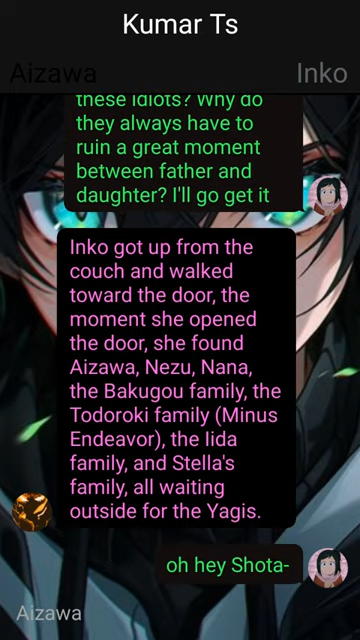 Kumar Ts
Aizawa
Inko
these idiots? Why do
they always have to
ruin a great moment
between father and
daughter? I'll go get it
Inko got up from the
couch and walked
toward the door, the
moment she opened
the door, she found
Aizawa, Nezu, Nana,
the Bakugou family, the
Todoroki family (Minus
Endeavor), the Iida
family, and Stella's
family, all waiting
outside for the Yagis.
oh hey Shota-
Aizawa